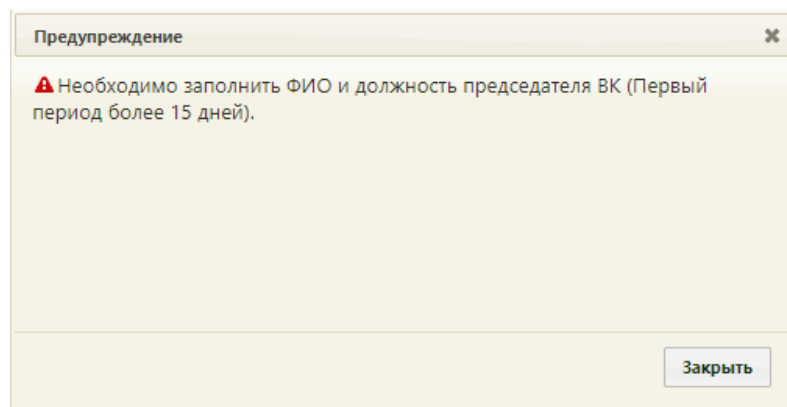 Предупреждение
Необходимо заполнить ФИО и должность председателя ВК (Первый
период более 15 дней).
Закрыть